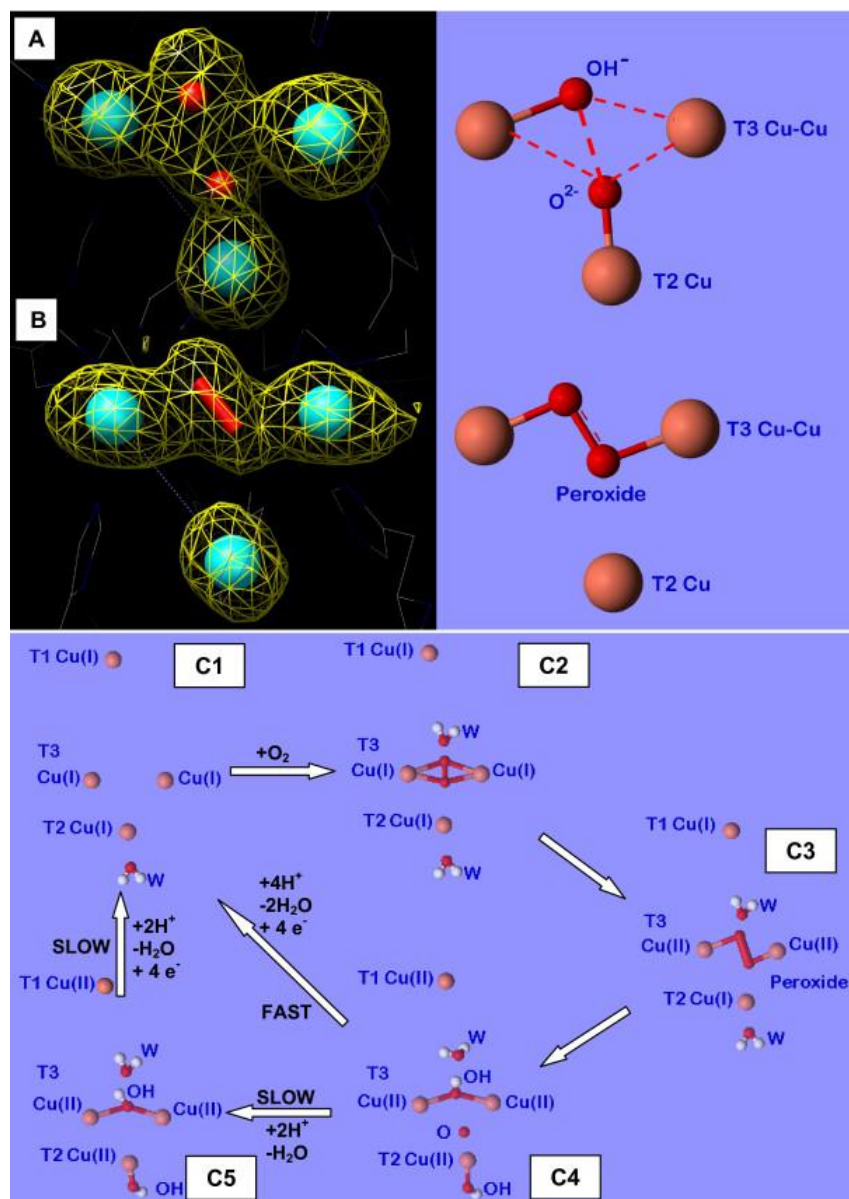 A
OH⁻
T3 Cu-Cu
O²⁻
T2 Cu
B
T3 Cu-Cu
Peroxide
T2 Cu
T1 Cu(I)
C1
T1 Cu(I)
C2
T3
Cu(I)
Cu(I)
+O₂
W
T3
Cu(I)
Cu(I)
T2 Cu(I)
W
T2 Cu(I)
W
T1 Cu(I)
C3
W
T3
Cu(II)
Cu(II)
Peroxide
T2 Cu(I)
W
+4H⁺
-2H₂O
+ 4 e⁻
FAST
SLOW
+2H⁺
-H₂O
+ 4 e⁻
T1 Cu(II)
T1 Cu(II)
W
T3
OH
Cu(II)
Cu(II)
T2 Cu(II)
OH
C5
SLOW
+2H⁺
-H₂O
W
T3
OH
Cu(II)
Cu(II)
O
T2 Cu(II)
OH
C4